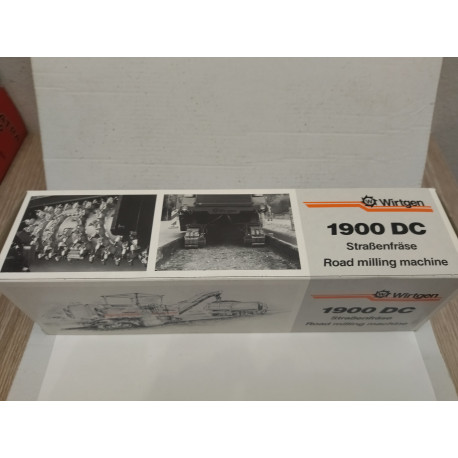 Wirtgen
1900 DC
Straßenfräse
Road milling machine
Wirtgen
1900 DC
Straßenfräse
Road milling machine